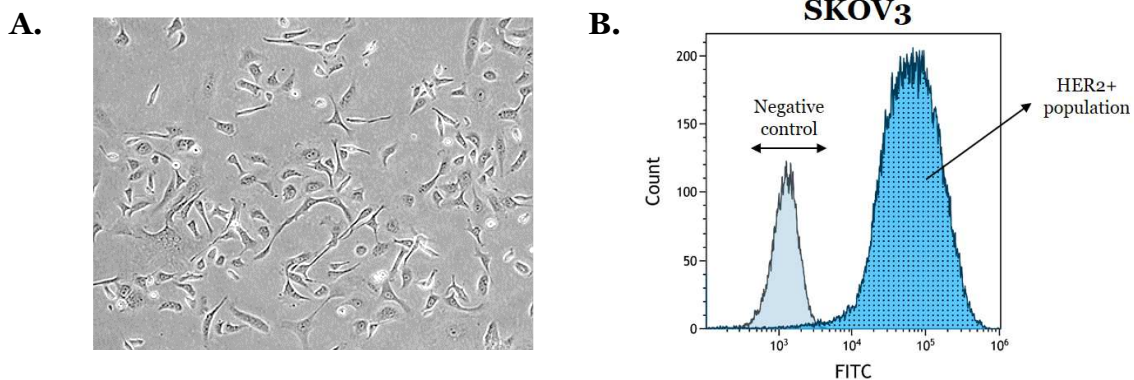 A.
B.
SKOV3
200
150
100
50
0
Count
Negative
control
HER2+
population
10³
10⁴
10⁵
10⁶
FITC